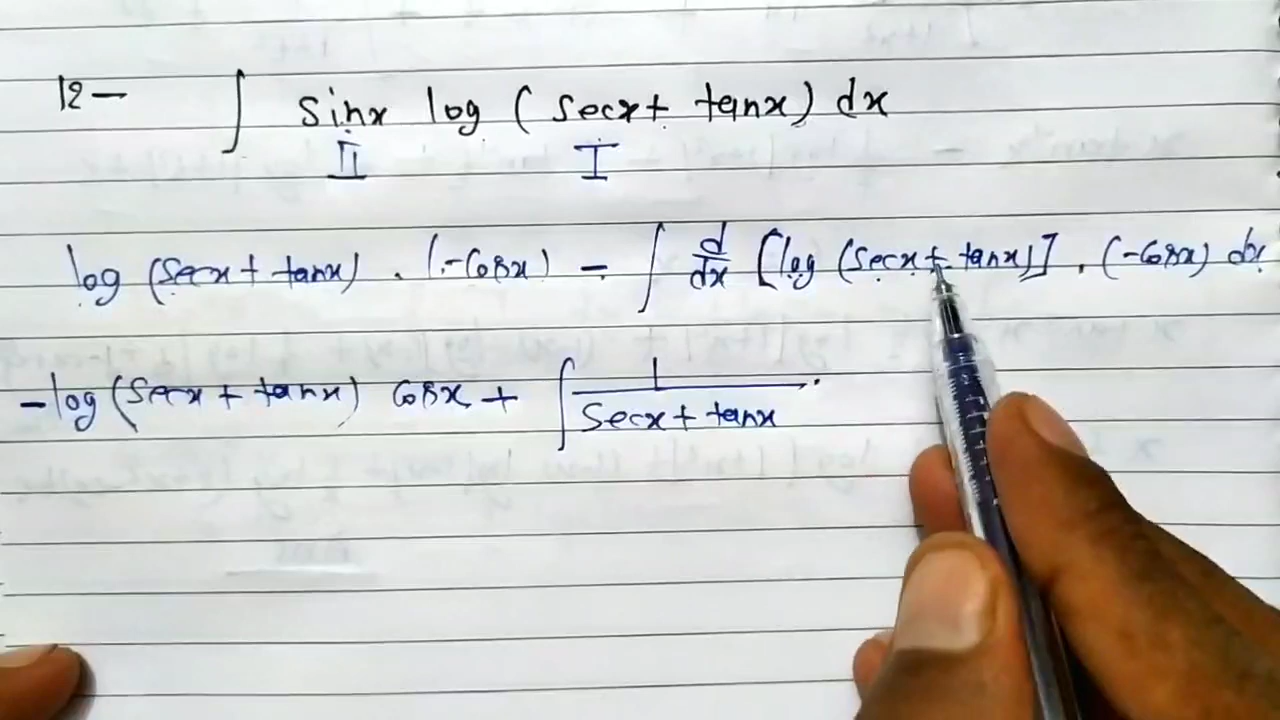 12- ∫ sinx log ( secx + tanx) dx
II I
log (secx + tanx) . (-cosx) - ∫ d/dx [log (secx + tanx)] . (-cosx) dx
-log (secx + tanx) cosx + ∫ 1/secx + tanx .